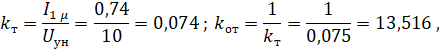 kт = I1 μ / Uун = 0,74 / 10 = 0,074 ; kот = 1 / kт = 1 / 0,075 = 13,516 ,